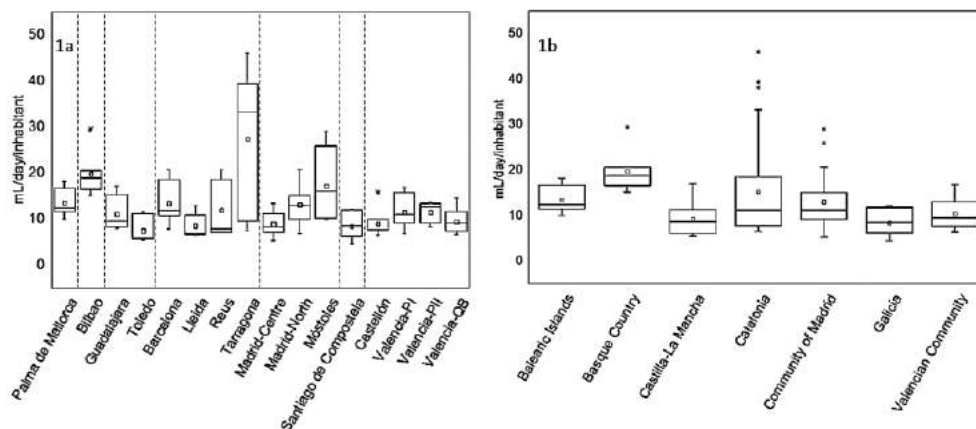 1a
mL/day/inhabitant
50
40
30
20
10
0
Palma de Mallorca
Bilbao
Guadalajara
Toledo
Barcelona
Lleida
Reus
Tarragona
Madrid-Centre
Madrid-North
Móstoles
Santiago de Compostela
Castellón
Valencia-PI
Valencia-PII
Valencia-QB
1b
mL/day/inhabitant
50
40
30
20
10
0
Balearic Islands
Basque Country
Castilla-La Mancha
Catalonia
Community of Madrid
Galicia
Valencian Community